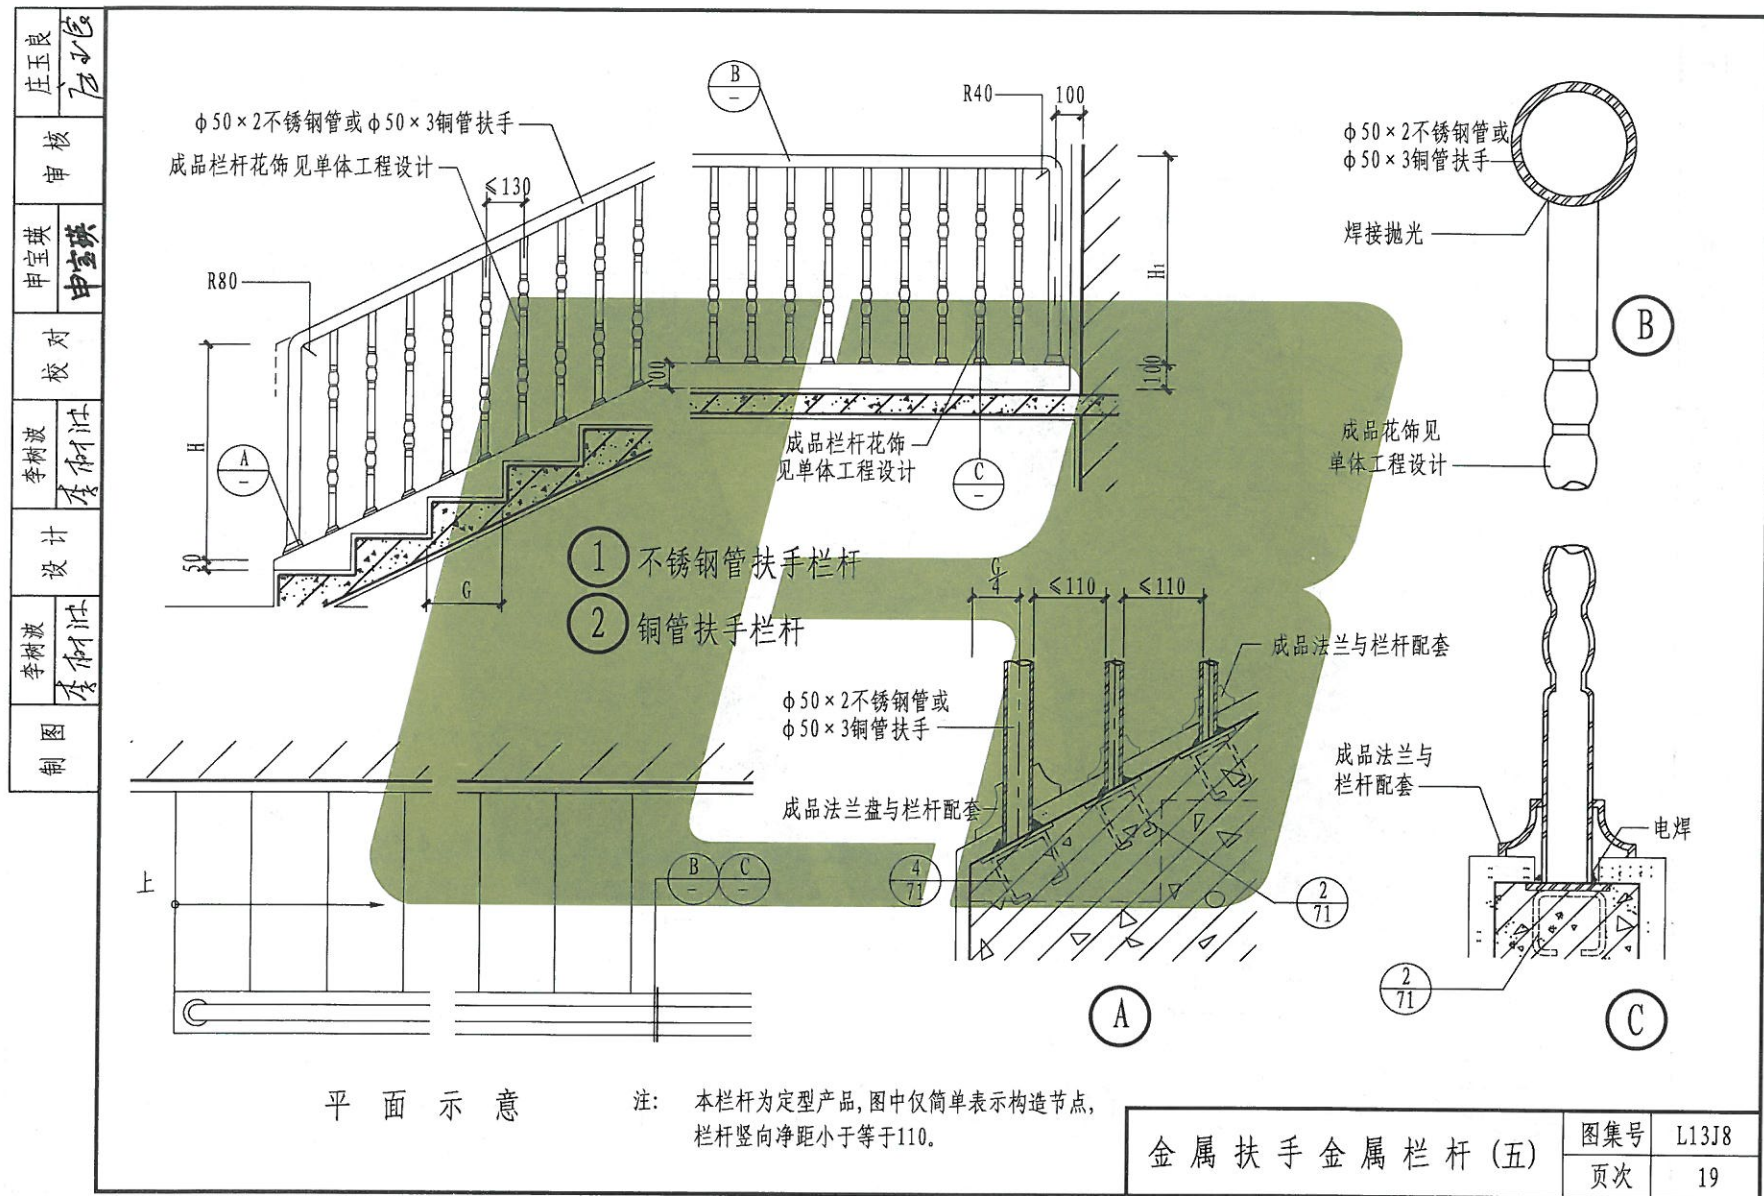 庄玉良
审核
申宝瑛
申宝瑛
校对
李树波
设计
李树波
制图
φ50×2不锈钢管或φ50×3铜管扶手
成品栏杆花饰见单体工程设计
≤130
R80
H
50
A
-
G
B
-
R40
100
H₁
100
100
成品栏杆花饰
见单体工程设计
C
-
1 不锈钢管扶手栏杆
2 铜管扶手栏杆
φ50×2不锈钢管或
φ50×3铜管扶手
焊接抛光
B
成品花饰见
单体工程设计
G
4
≤110
≤110
成品法兰与栏杆配套
φ50×2不锈钢管或
φ50×3铜管扶手
成品法兰盘与栏杆配套
4
71
2
71
A
成品法兰与
栏杆配套
电焊
2
71
C
上
B
-
C
-
平面示意
注: 本栏杆为定型产品,图中仅简单表示构造节点,
栏杆竖向净距小于等于110。
金属扶手金属栏杆(五)
图集号 L13J8
页次 19